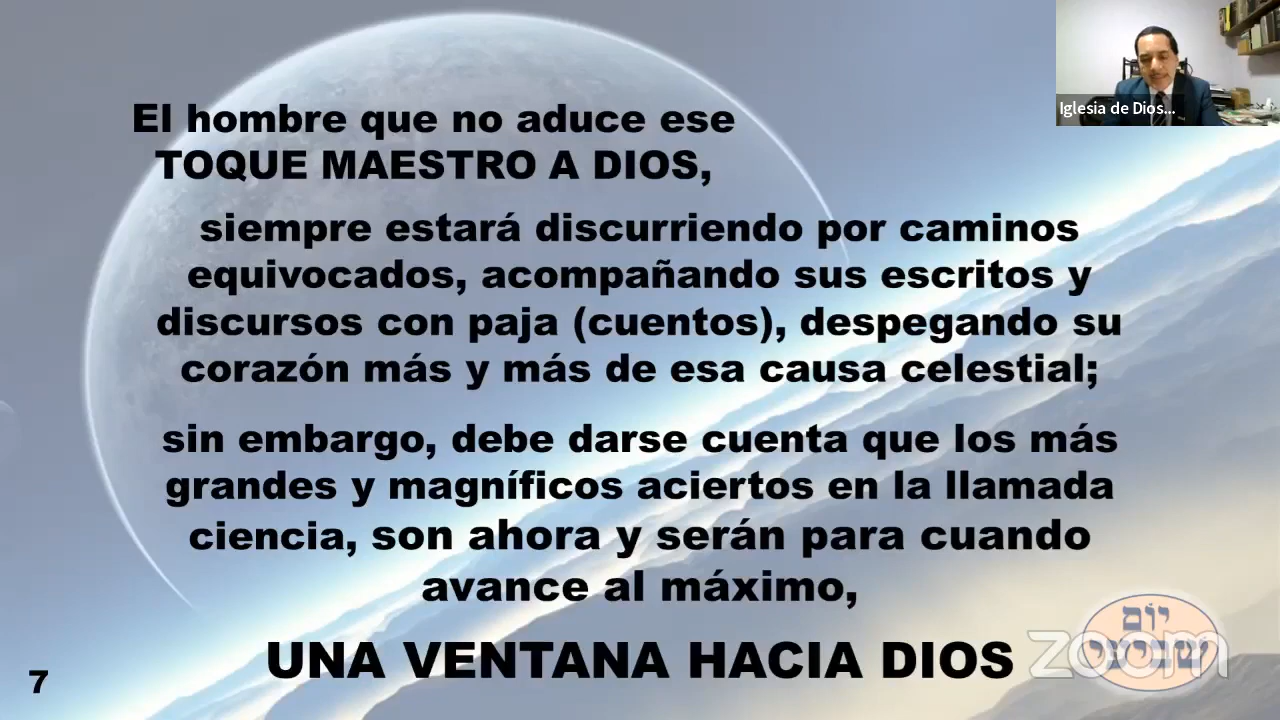 Iglesia de Dios...
El hombre que no aduce ese
TOQUE MAESTRO A DIOS,
siempre estará discurriendo por caminos
equivocados, acompañando sus escritos y
discursos con paja (cuentos), despegando su
corazón más y más de esa causa celestial;
sin embargo, debe darse cuenta que los más
grandes y magníficos aciertos en la llamada
ciencia, son ahora y serán para cuando
avance al máximo,
UNA VENTANA HACIA DIOS
7
יוֹם
שביעי
zoom